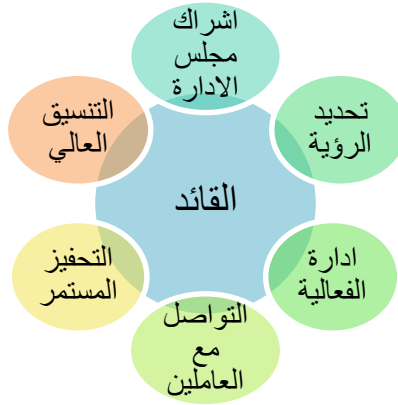 اشراك
مجلس
الادارة
تحديد
الرؤية
ادارة
الفعالية
التواصل
مع
العاملين
التحفيز
المستمر
التنسيق
العالي
القائد